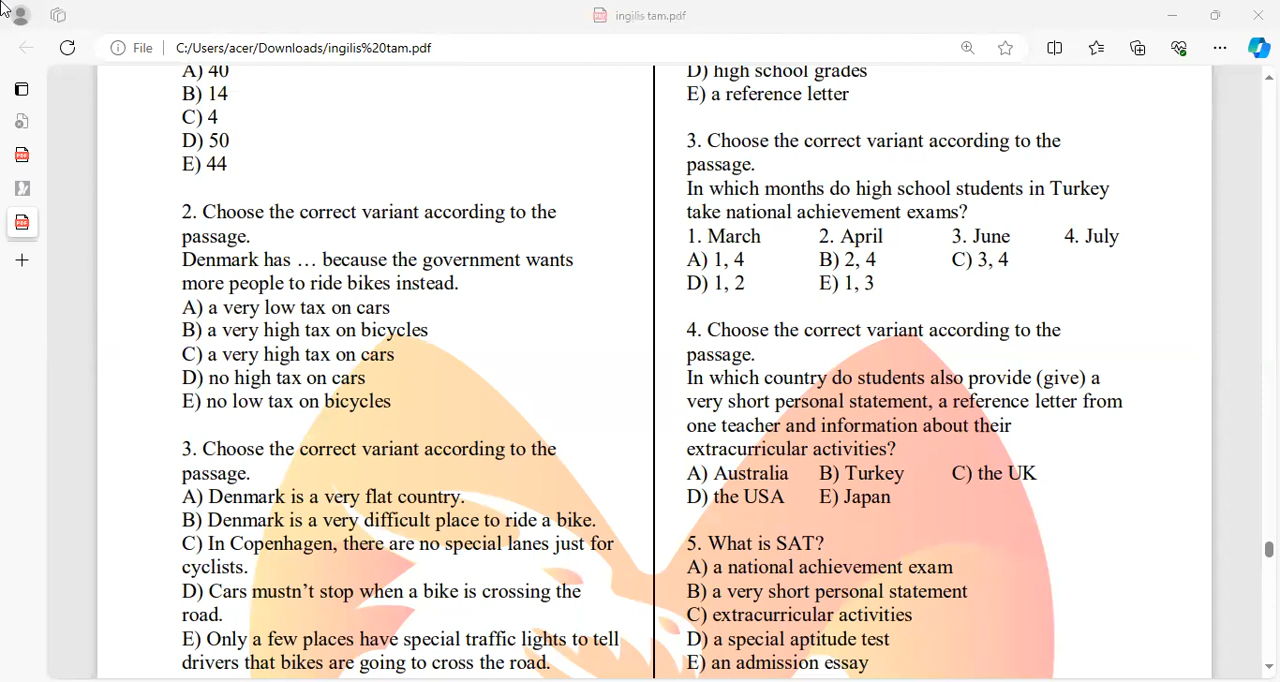 ingilis tam.pdf
File
C:/Users/acer/Downloads/ingilis%20tam.pdf
A) 40
B) 14
C) 4
D) 50
E) 44
2. Choose the correct variant according to the
passage.
Denmark has … because the government wants
more people to ride bikes instead.
A) a very low tax on cars
B) a very high tax on bicycles
C) a very high tax on cars
D) no high tax on cars
E) no low tax on bicycles
3. Choose the correct variant according to the
passage.
A) Denmark is a very flat country.
B) Denmark is a very difficult place to ride a bike.
C) In Copenhagen, there are no special lanes just for
cyclists.
D) Cars mustn’t stop when a bike is crossing the
road.
E) Only a few places have special traffic lights to tell
drivers that bikes are going to cross the road.
D) high school grades
E) a reference letter
3. Choose the correct variant according to the
passage.
In which months do high school students in Turkey
take national achievement exams?
1. March 2. April 3. June 4. July
A) 1, 4 B) 2, 4 C) 3, 4
D) 1, 2 E) 1, 3
4. Choose the correct variant according to the
passage.
In which country do students also provide (give) a
very short personal statement, a reference letter from
one teacher and information about their
extracurricular activities?
A) Australia B) Turkey C) the UK
D) the USA E) Japan
5. What is SAT?
A) a national achievement exam
B) a very short personal statement
C) extracurricular activities
D) a special aptitude test
E) an admission essay